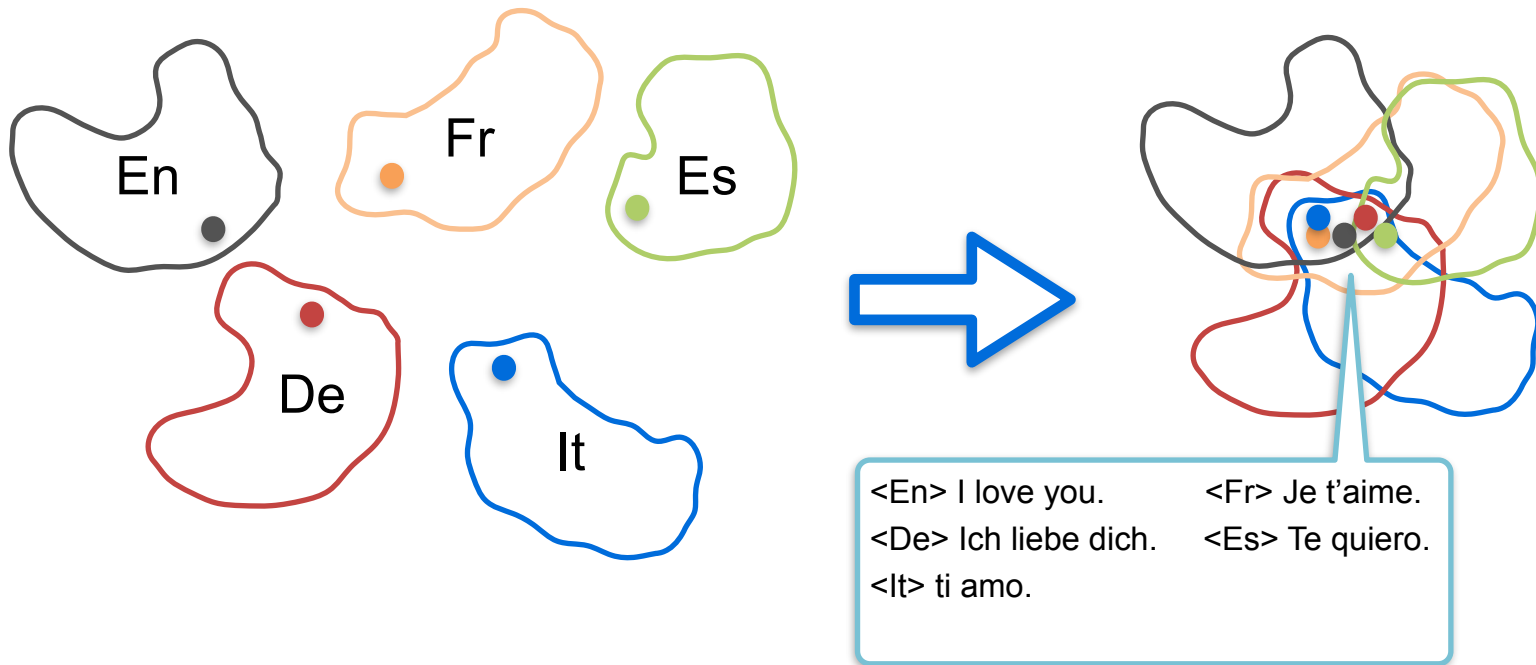 En
Fr
Es
De
It
<En> I love you. <Fr> Je t’aime.
<De> Ich liebe dich. <Es> Te quiero.
<It> ti amo.